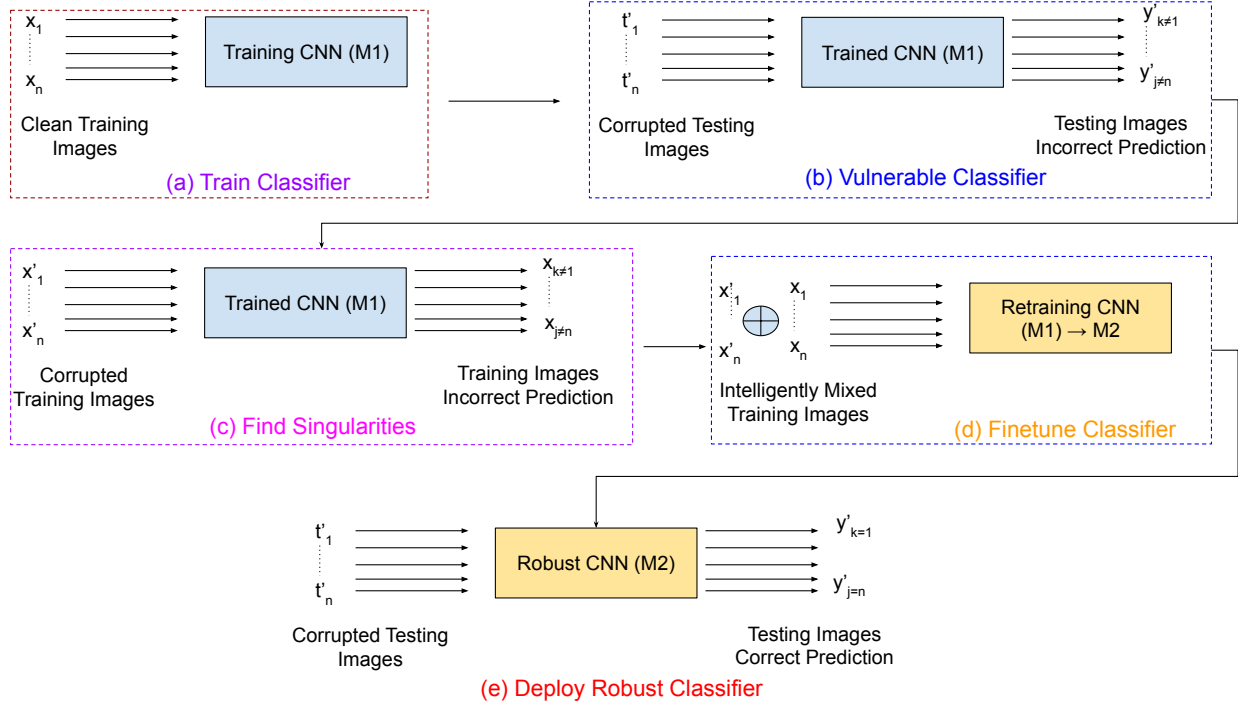 x1
xn
Training CNN (M1)
Clean Training
Images
(a) Train Classifier
t'1
t'n
Trained CNN (M1)
y'k≠1
y'j≠n
Corrupted Testing
Images
Testing Images
Incorrect Prediction
(b) Vulnerable Classifier
x'1
x'n
Trained CNN (M1)
xk≠1
xj≠n
Corrupted
Training Images
Training Images
Incorrect Prediction
(c) Find Singularities
x'1
x'n
x1
xn
Retraining CNN
(M1) → M2
Intelligently Mixed
Training Images
(d) Finetune Classifier
t'1
t'n
Robust CNN (M2)
y'k=1
y'j=n
Corrupted Testing
Images
Testing Images
Correct Prediction
(e) Deploy Robust Classifier